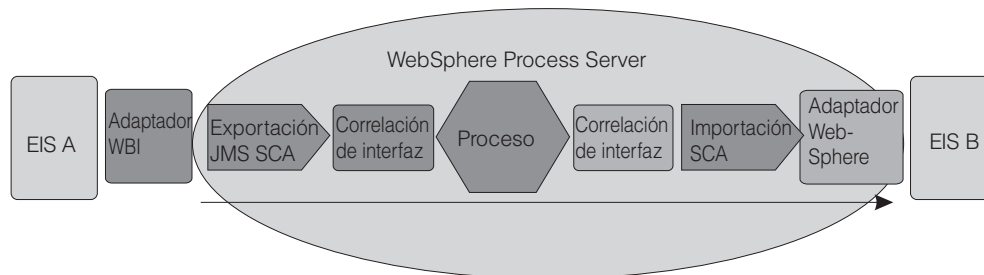 WebSphere Process Server
EIS A
Adaptador
WBI
Exportación
JMS SCA
Correlación
de interfaz
Proceso
Correlación
de interfaz
Importación
SCA
Adaptador
Web-
Sphere
EIS B